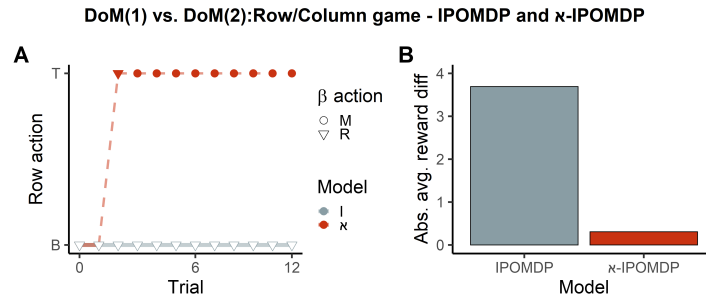 DoM(1) vs. DoM(2):Row/Column game - IPOMDP and א-IPOMDP
A
T
B
Row action
0
6
12
Trial
β action
M
R
Model
I
א
B
4
3
2
1
0
Abs. avg. reward diff
IPOMDP
א-IPOMDP
Model